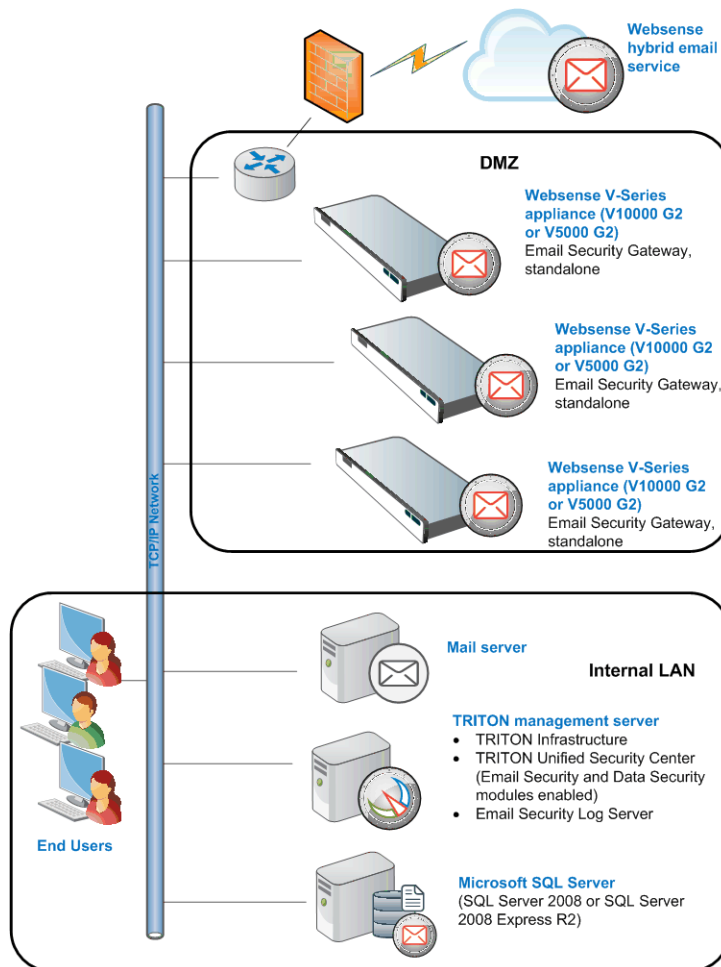 Websense
hybrid email
service
DMZ
Websense V-Series
appliance (V10000 G2
or V5000 G2)
Email Security Gateway,
standalone
Websense V-Series
appliance (V10000 G2
or V5000 G2)
Email Security Gateway,
standalone
Websense V-Series
appliance (V10000 G2
or V5000 G2)
Email Security Gateway,
standalone
TCP/IP Network
Mail server
Internal LAN
TRITON management server
• TRITON Infrastructure
• TRITON Unified Security Center
(Email Security and Data Security
modules enabled)
• Email Security Log Server
End Users
Microsoft SQL Server
(SQL Server 2008 or SQL Server
2008 Express R2)